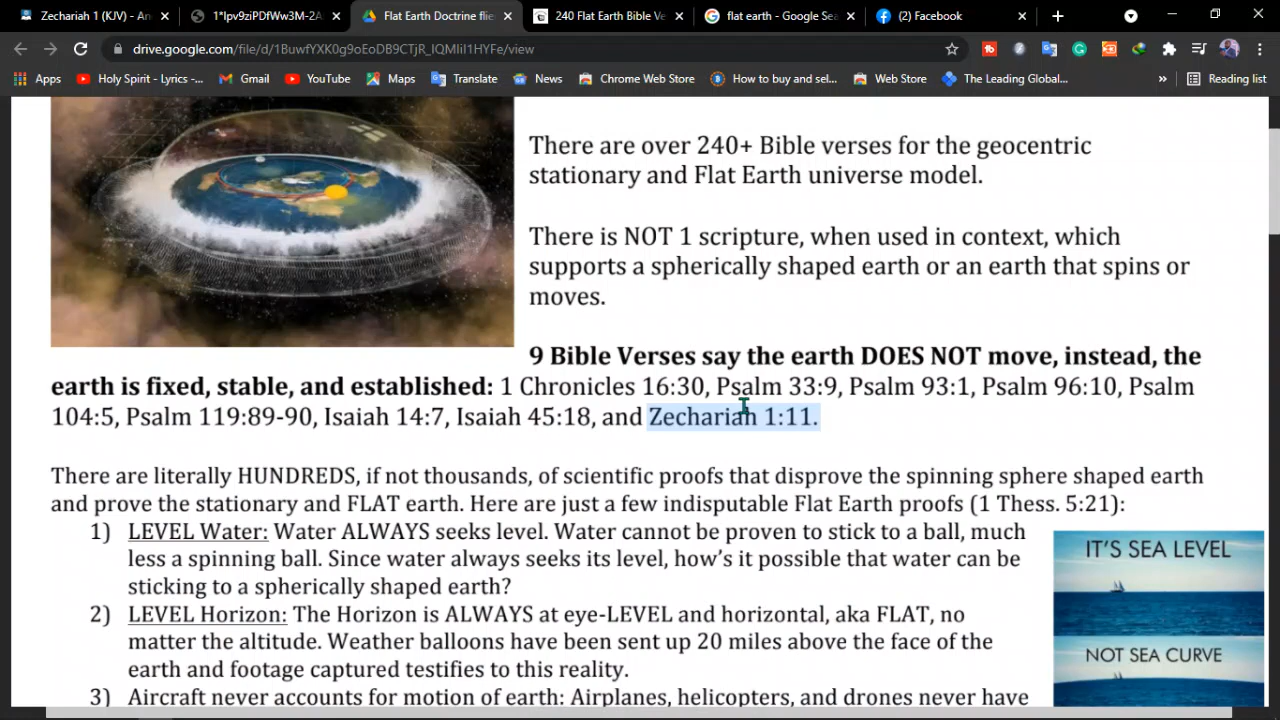 Zechariah 1 (KJV) - An
1*Ipv9ziPDfWw3M-2A
Flat Earth Doctrine flie
240 Flat Earth Bible Ve
flat earth - Google Sea
(2) Facebook
drive.google.com/file/d/1BuwfYXK0g9oEoDB9CTjR_IQMIiI1HYFe/view
Apps
Holy Spirit - Lyrics -...
Gmail
YouTube
Maps
Translate
News
Chrome Web Store
How to buy and sel...
Web Store
The Leading Global...
Reading list
There are over 240+ Bible verses for the geocentric
stationary and Flat Earth universe model.
There is NOT 1 scripture, when used in context, which
supports a spherically shaped earth or an earth that spins or
moves.
9 Bible Verses say the earth DOES NOT move, instead, the
earth is fixed, stable, and established: 1 Chronicles 16:30, Psalm 33:9, Psalm 93:1, Psalm 96:10, Psalm
104:5, Psalm 119:89-90, Isaiah 14:7, Isaiah 45:18, and Zechariah 1:11.
There are literally HUNDREDS, if not thousands, of scientific proofs that disprove the spinning sphere shaped earth
and prove the stationary and FLAT earth. Here are just a few indisputable Flat Earth proofs (1 Thess. 5:21):
1) LEVEL Water: Water ALWAYS seeks level. Water cannot be proven to stick to a ball, much
less a spinning ball. Since water always seeks its level, how's it possible that water can be
sticking to a spherically shaped earth?
2) LEVEL Horizon: The Horizon is ALWAYS at eye-LEVEL and horizontal, aka FLAT, no
matter the altitude. Weather balloons have been sent up 20 miles above the face of the
earth and footage captured testifies to this reality.
3) Aircraft never accounts for motion of earth: Airplanes, helicopters, and drones never have
IT'S SEA LEVEL
NOT SEA CURVE